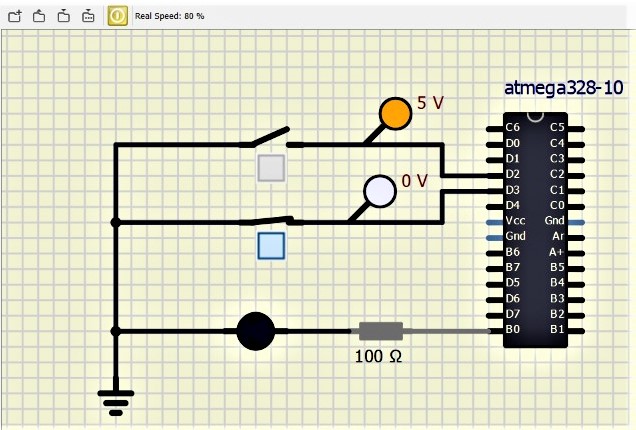 Real Speed: 80 %
atmega328-10
5 V
0 V
C6 C5
D0 C4
D1 C3
D2 C2
D3 C1
D4 C0
Vcc Gnd
Gnd Ar
B6 A+
B7 B5
D5 B4
D6 B3
D7 B2
B0 B1
100 Ω